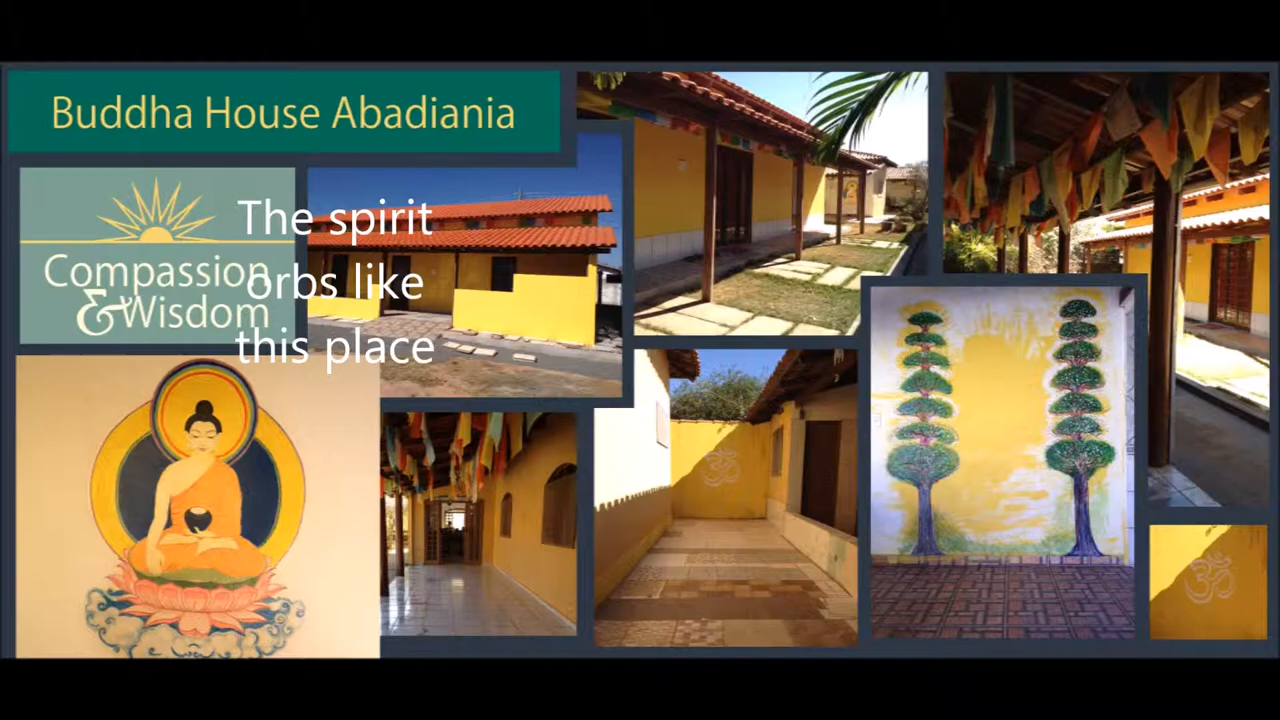 Buddha House Abadiania
Compassion
& Wisdom
The spirit
orbs like
this place
ॐ
ॐ